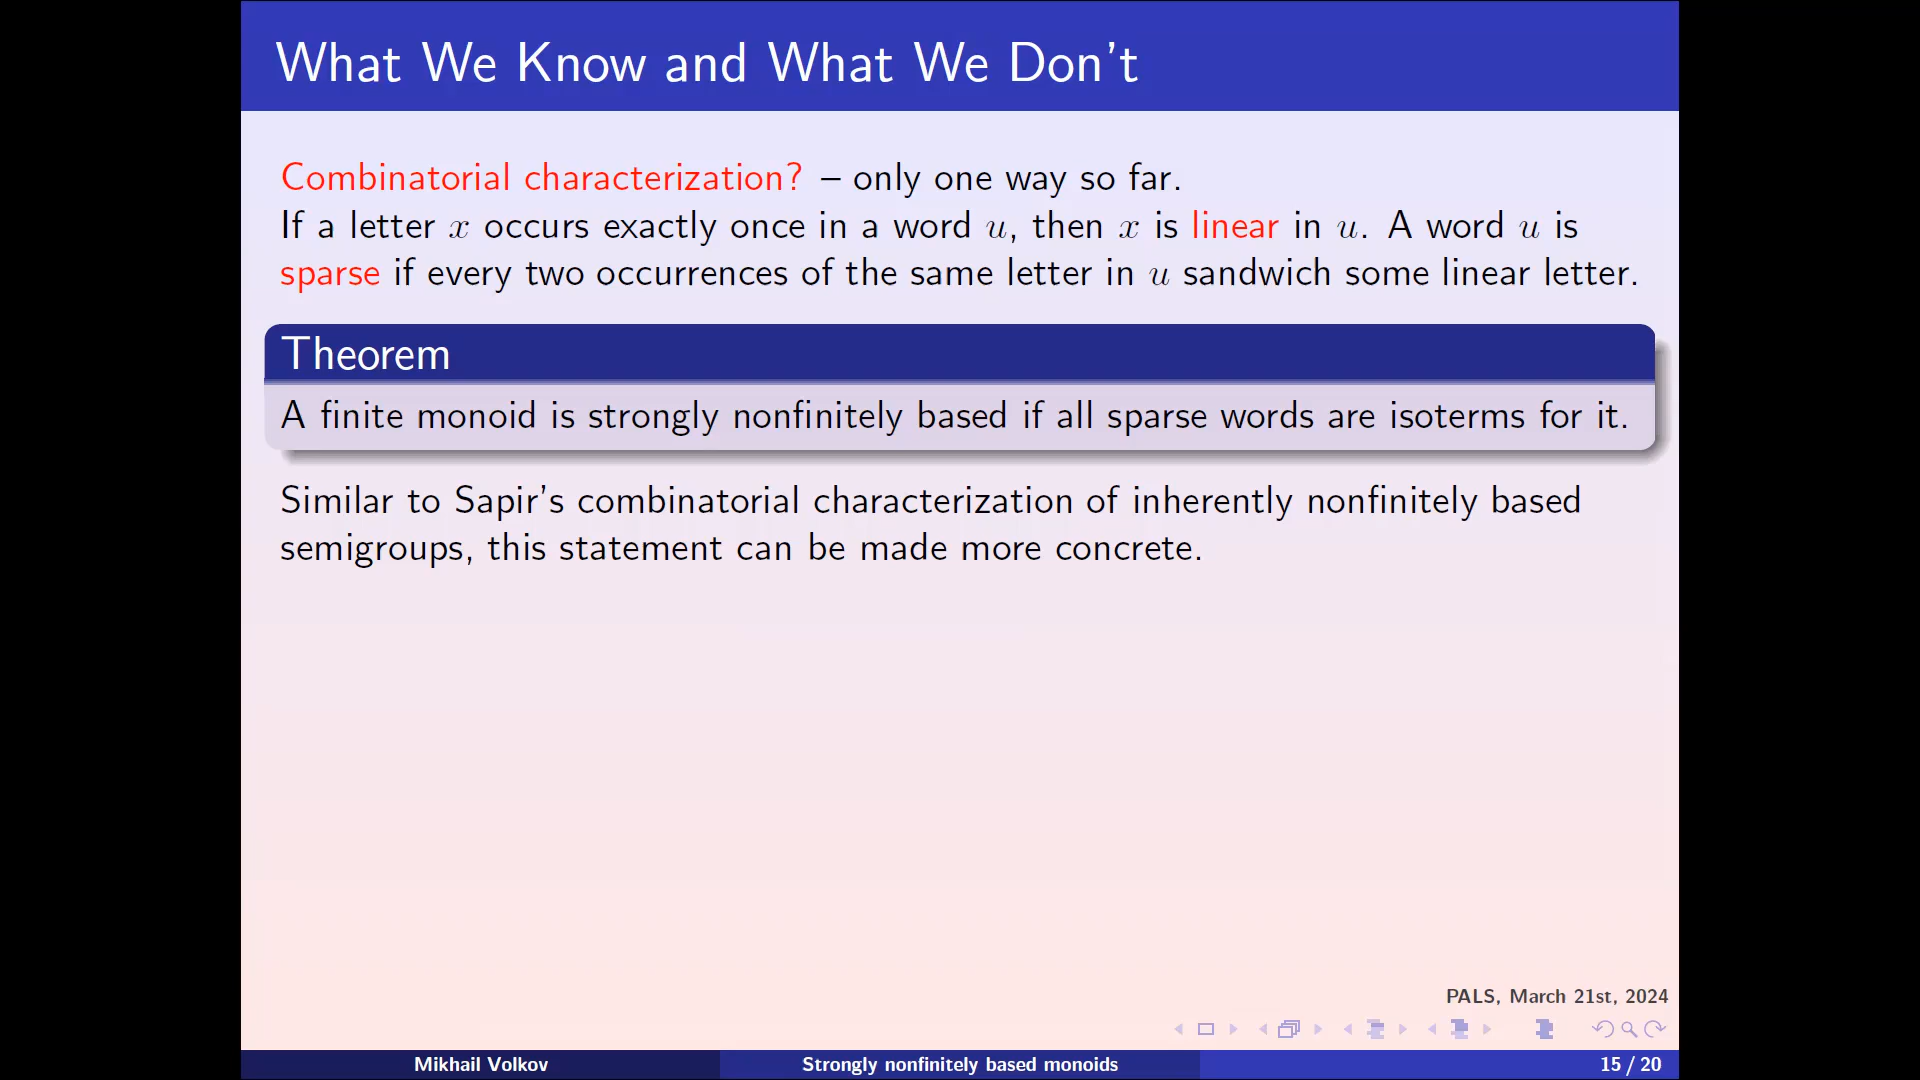 What We Know and What We Don't
Combinatorial characterization? – only one way so far.
If a letter x occurs exactly once in a word u, then x is linear in u. A word u is
sparse if every two occurrences of the same letter in u sandwich some linear letter.
Theorem
A finite monoid is strongly nonfinitely based if all sparse words are isoterms for it.
Similar to Sapir's combinatorial characterization of inherently nonfinitely based
semigroups, this statement can be made more concrete.
PALS, March 21st, 2024
Mikhail Volkov
Strongly nonfinitely based monoids
15 / 20